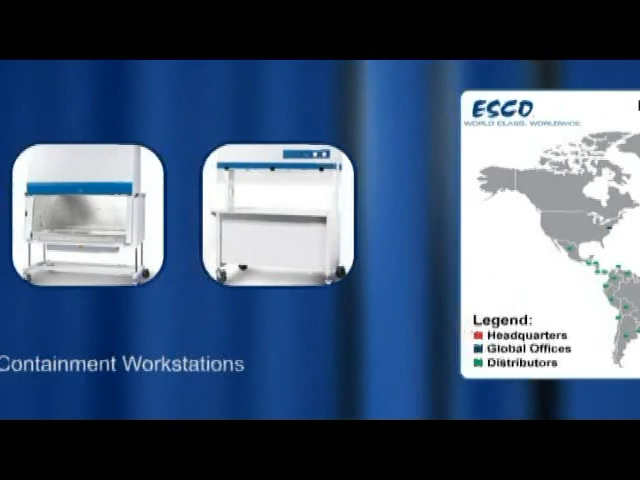 ESCO
WORLD CLASS. WORLDWIDE.
Legend:
Headquarters
Global Offices
Distributors
Containment Workstations